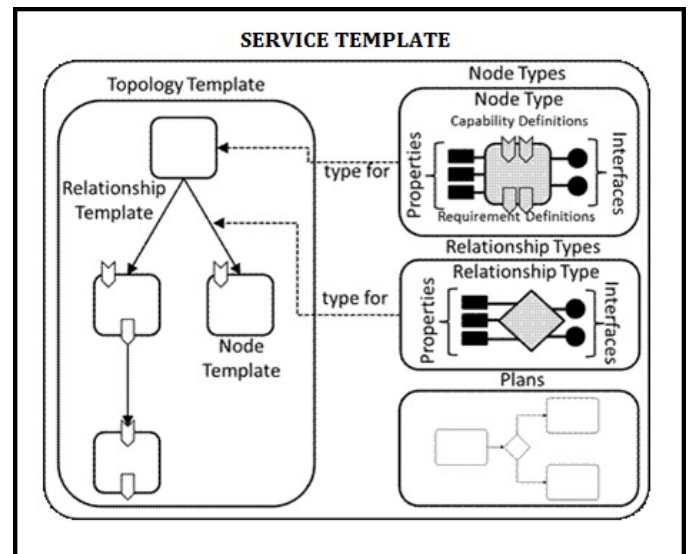 SERVICE TEMPLATE
Topology Template
Relationship
Template
Node
Template
type for
type for
Node Types
Node Type
Capability Definitions
Properties
Interfaces
Requirement Definitions
Relationship Types
Relationship Type
Properties
Interfaces
Plans